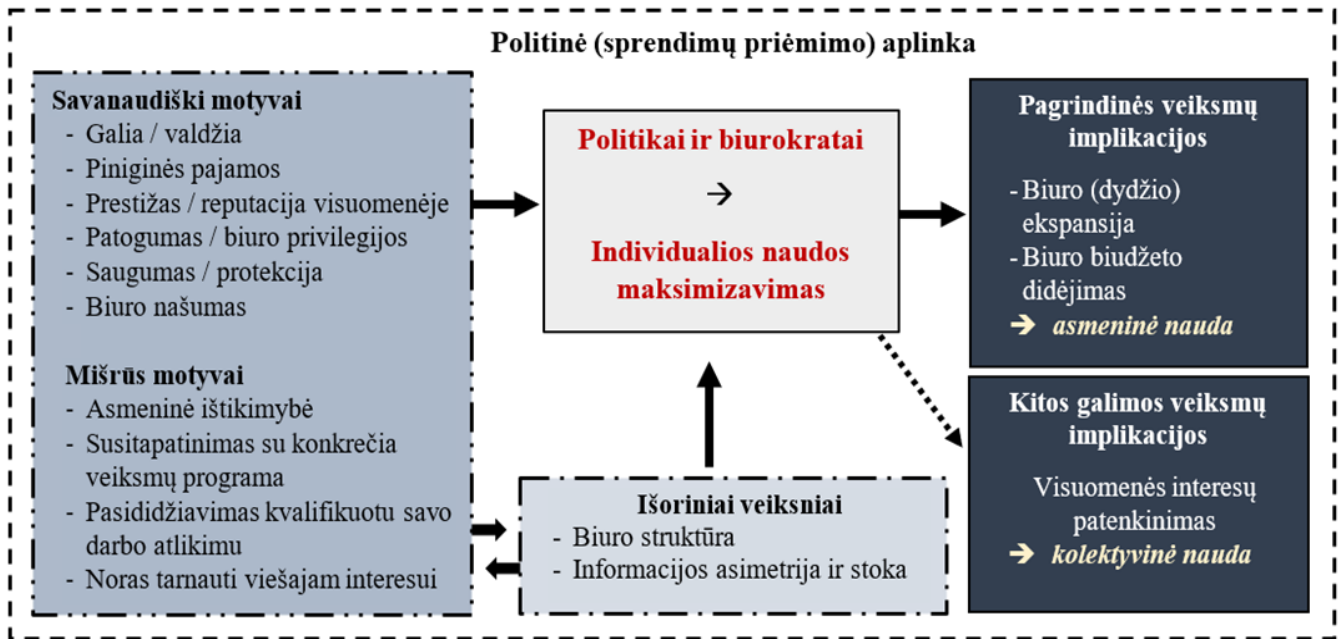 Politinė (sprendimų priėmimo) aplinka
Savanaudiški motyvai
- Galia / valdžia
- Piniginės pajamos
- Prestižas / reputacija visuomenėje
- Patogumas / biuro privilegijos
- Saugumas / protekcija
- Biuro našumas
Mišrūs motyvai
- Asmeninė ištikimybė
- Susitapatinimas su konkrečia
veiksmų programa
- Pasididžiavimas kvalifikuotu savo
darbo atlikimu
- Noras tarnauti viešajam interesui
Politikai ir biurokratai
→
Individualios naudos
maksimizavimas
Išoriniai veiksniai
- Biuro struktūra
- Informacijos asimetrija ir stoka
Pagrindinės veiksmų
implikacijos
- Biuro (dydžio)
ekspansija
- Biuro biudžeto
didėjimas
→ asmeninė nauda
Kitos galimos veiksmų
implikacijos
Visuomenės interesų
patenkinimas
→ kolektyvinė nauda